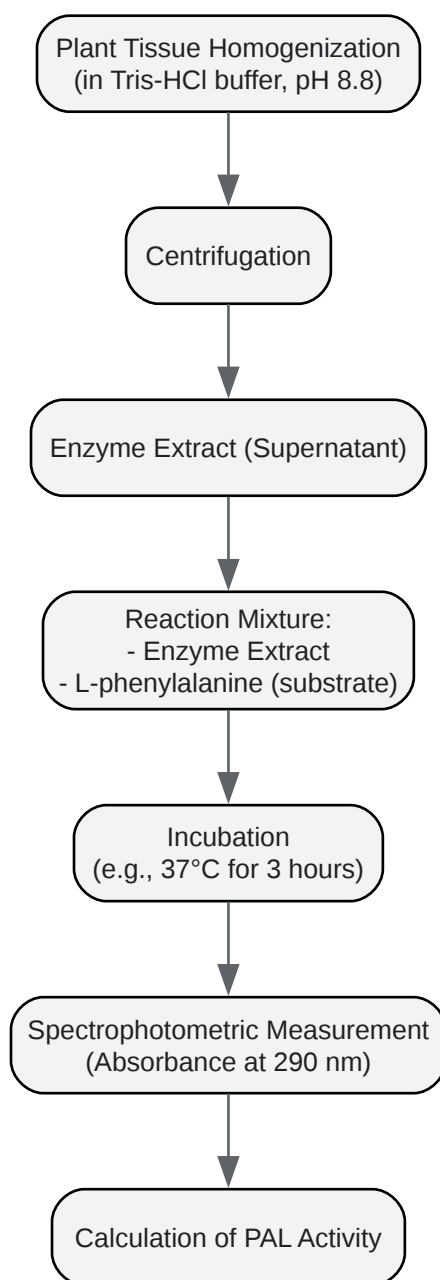 Plant Tissue Homogenization
(in Tris-HCl buffer, pH 8.8)
Centrifugation
Enzyme Extract (Supernatant)
Reaction Mixture:
- Enzyme Extract
- L-phenylalanine (substrate)
Incubation
(e.g., 37°C for 3 hours)
Spectrophotometric Measurement
(Absorbance at 290 nm)
Calculation of PAL Activity